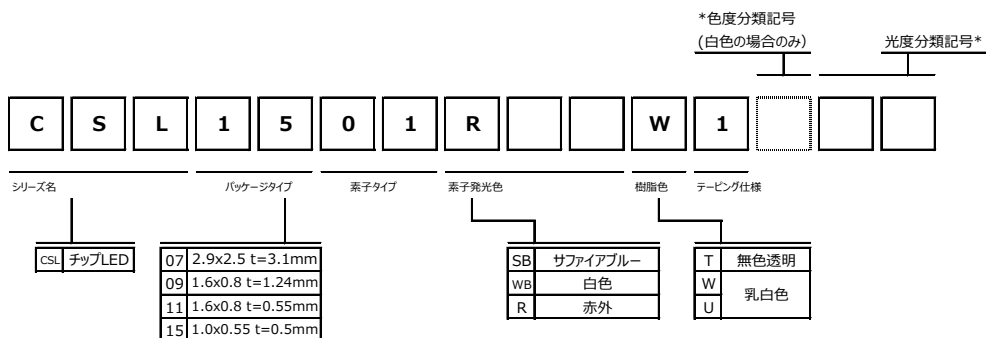 *色度分類記号
(白色の場合のみ)
光度分類記号*
C S L 1 5 0 1 R W 1
シリーズ名 パッケージタイプ 素子タイプ 素子発光色 樹脂色 テーピング仕様
CSL チップLED
07 2.9x2.5 t=3.1mm
09 1.6x0.8 t=1.24mm
11 1.6x0.8 t=0.55mm
15 1.0x0.55 t=0.5mm
SB サファイアブルー
WB 白色
R 赤外
T 無色透明
W 乳白色
U